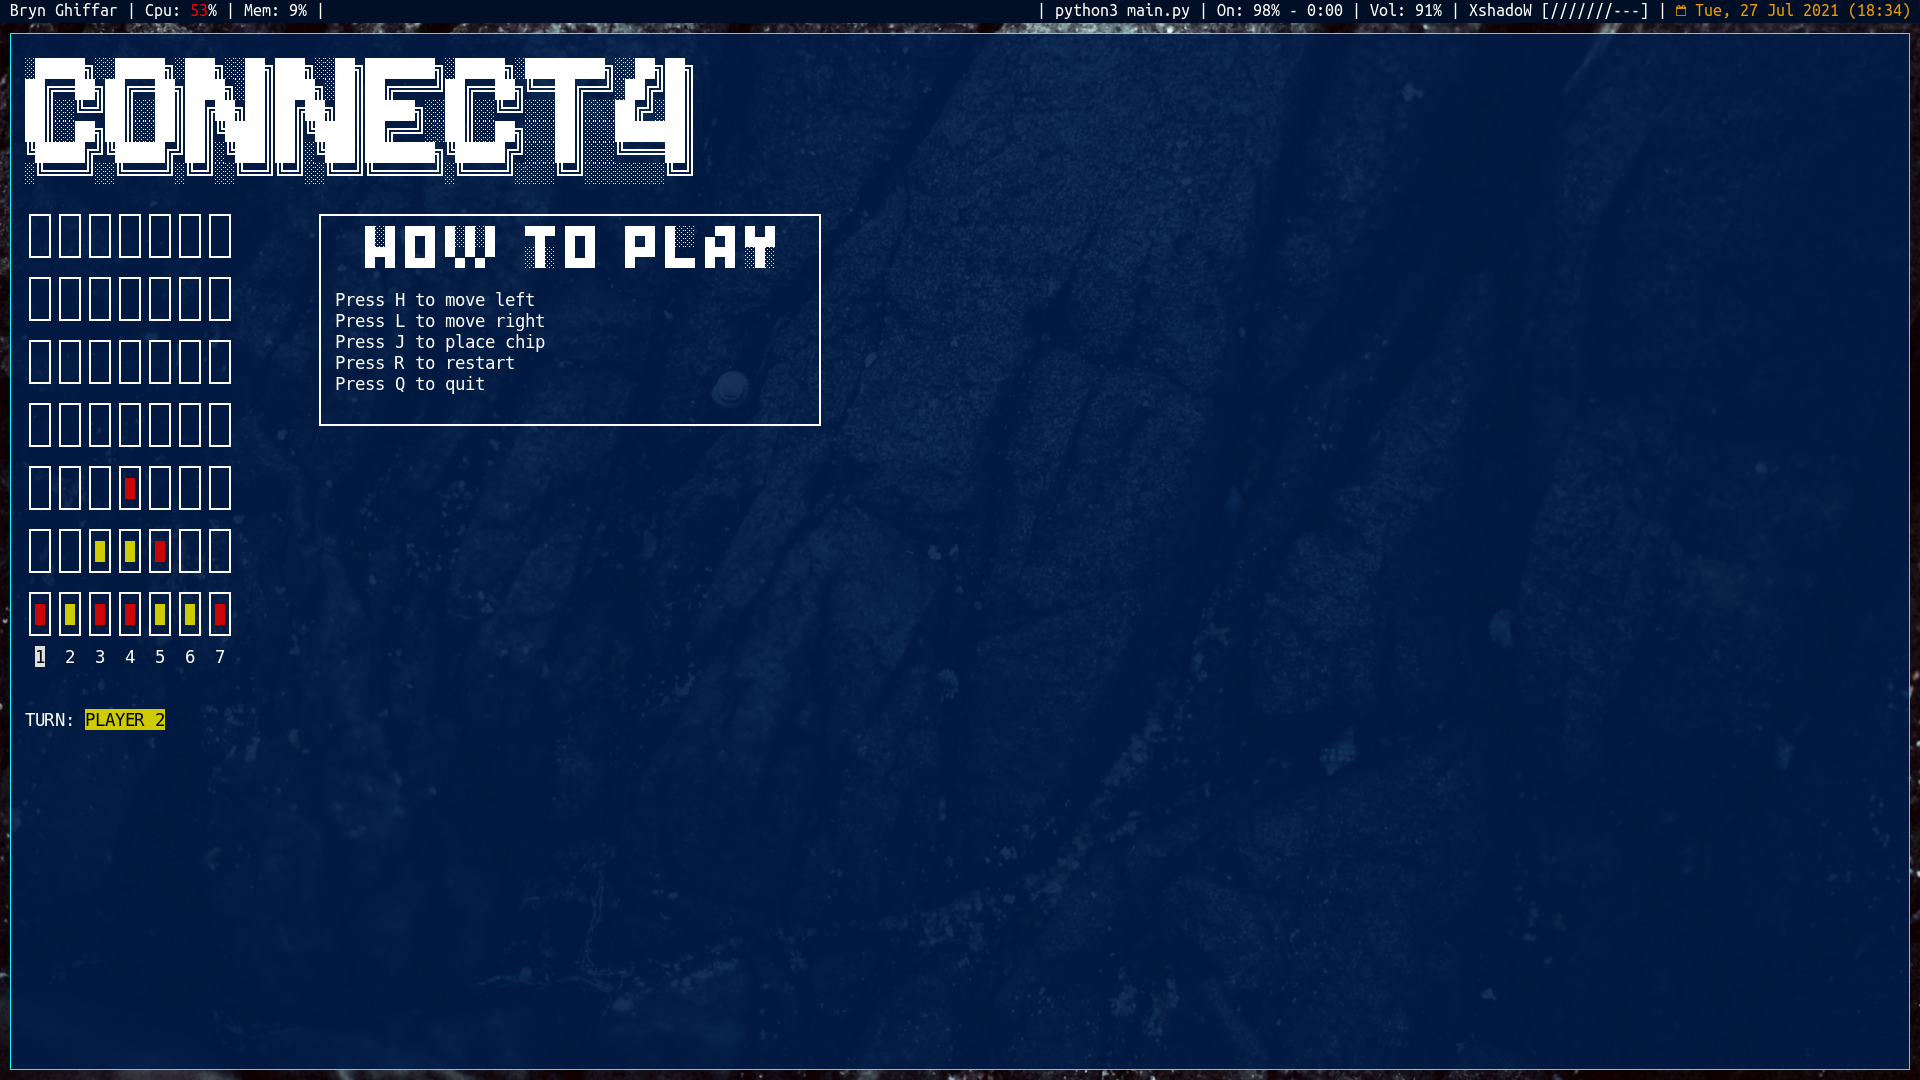 Bryn Ghiffar | Cpu: 53% | Mem: 9% |
| python3 main.py | On: 98% - 0:00 | Vol: 91% | XshadoW [///////---] | Tue, 27 Jul 2021 (18:34)
CONNECT4
HOW TO PLAY
Press H to move left
Press L to move right
Press J to place chip
Press R to restart
Press Q to quit
1 2 3 4 5 6 7
TURN: PLAYER 2